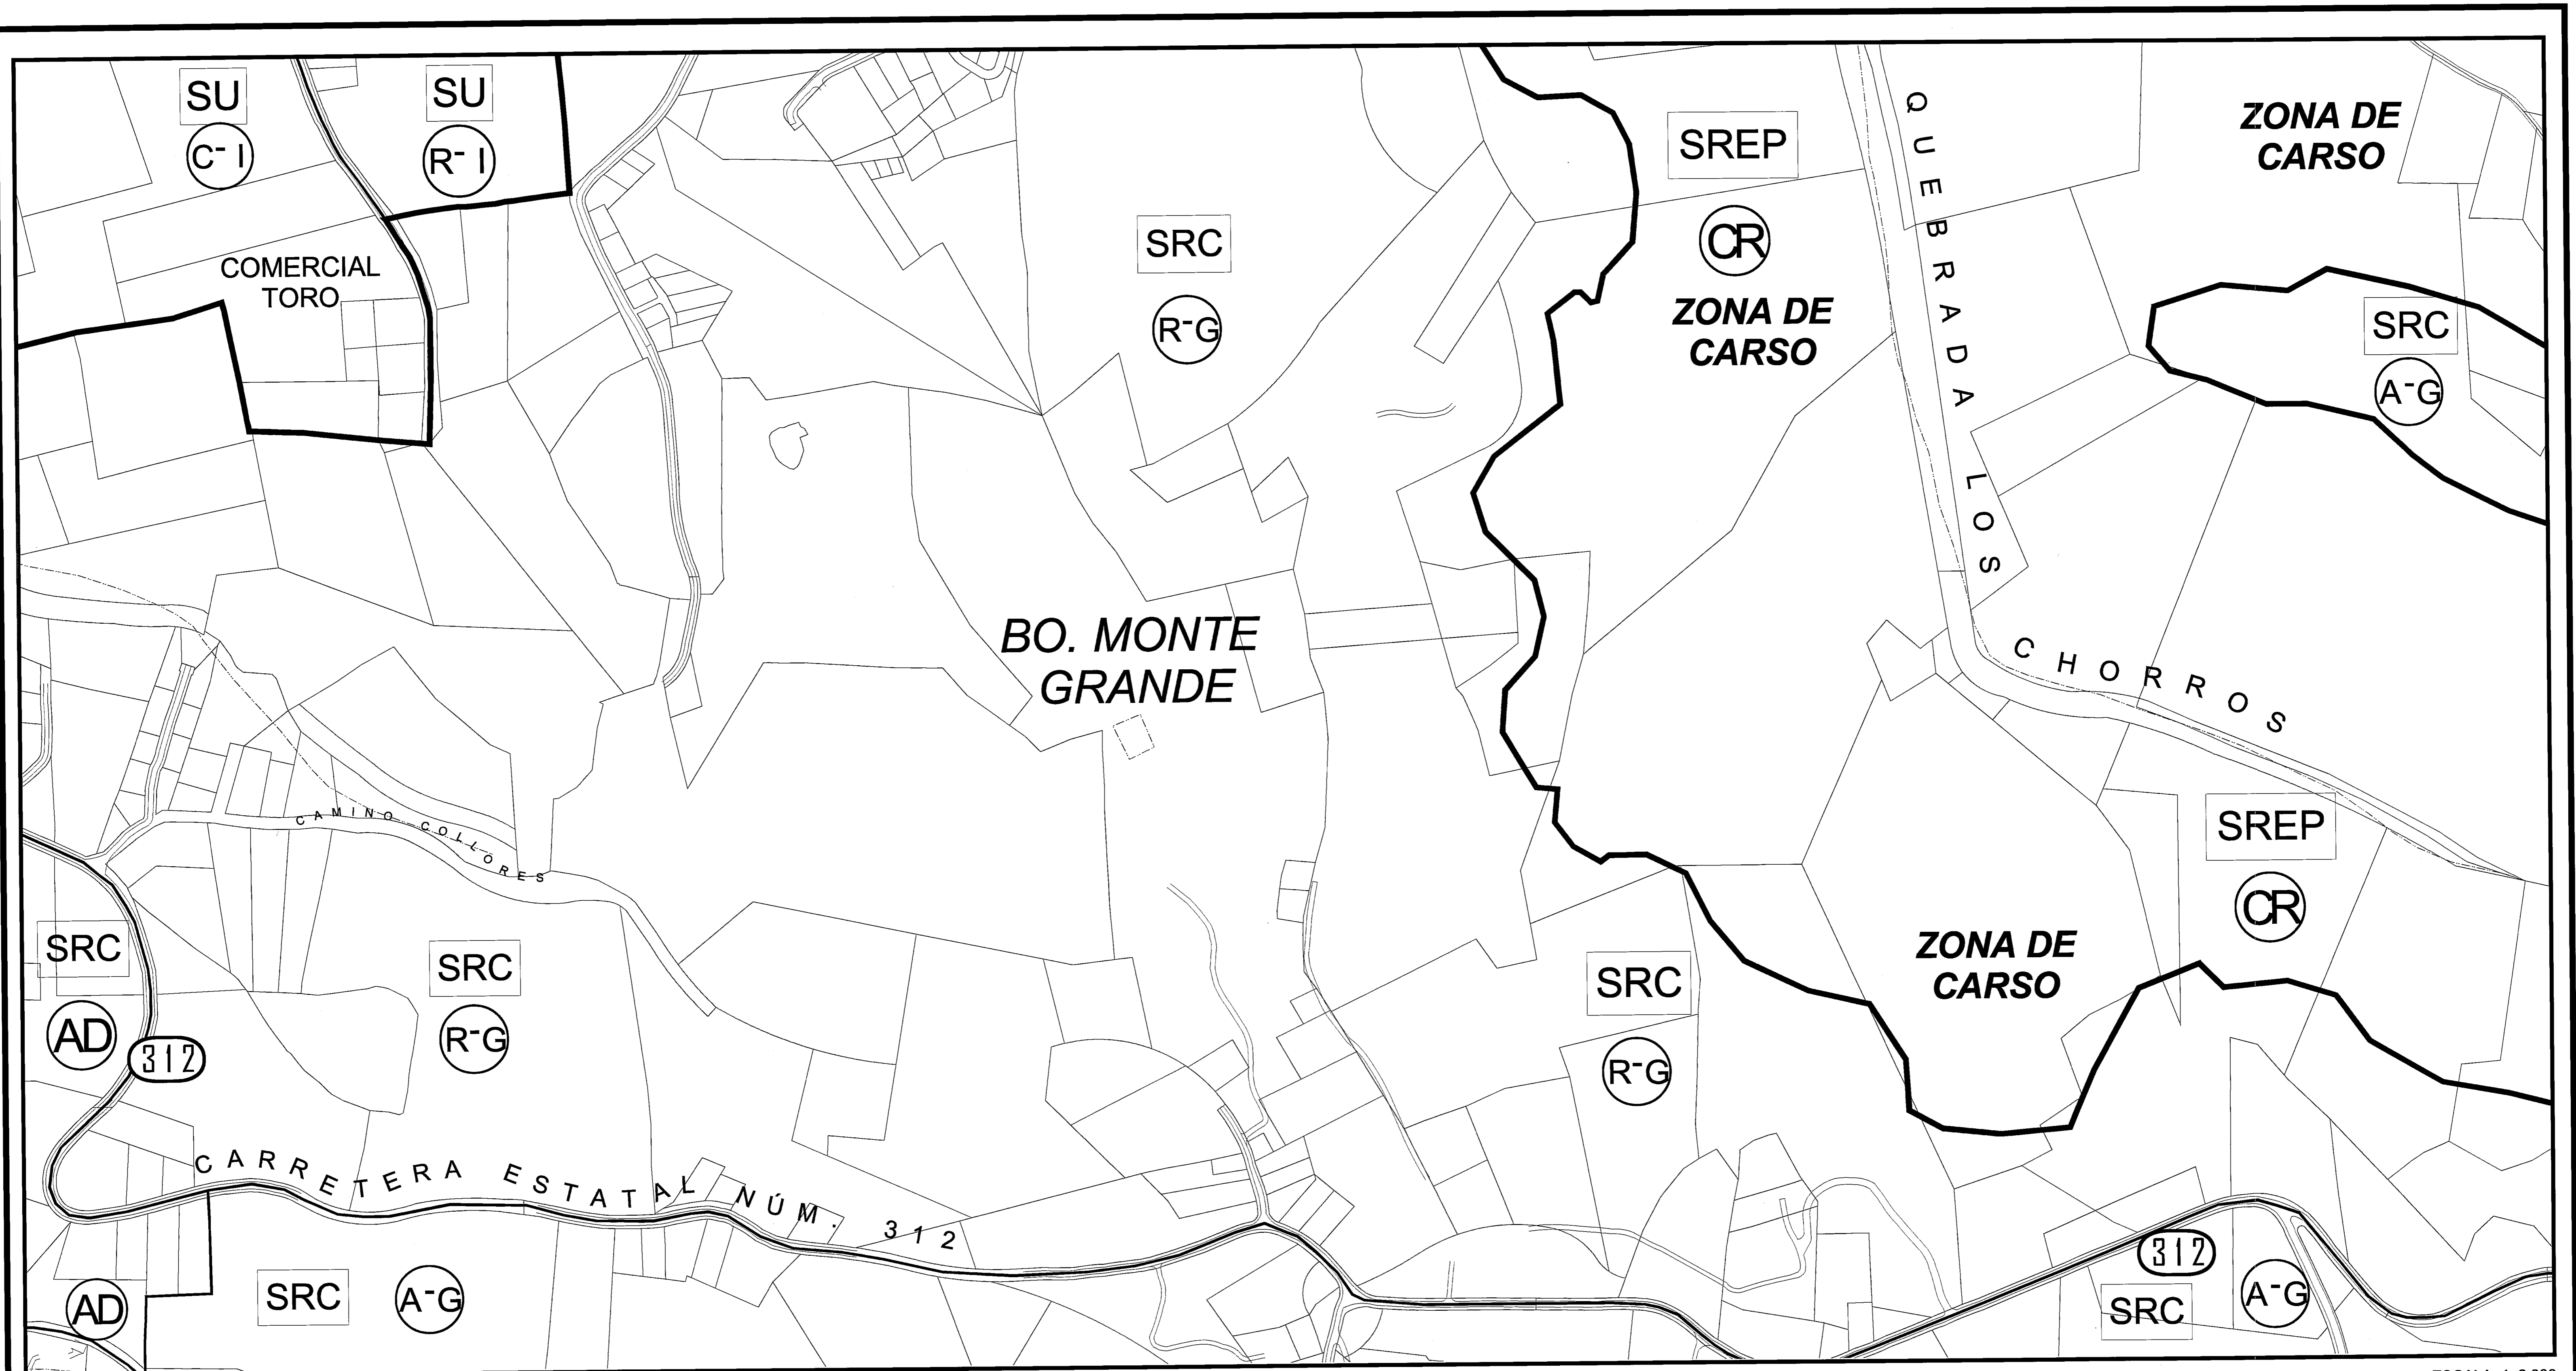 SU
C-I
SU
R-I
COMERCIAL
TORO
SRC
R-G
SREP
CR
ZONA DE
CARSO
QUEBRADA LOS CHORROS
ZONA DE
CARSO
SRC
A-G
BO. MONTE
GRANDE
CAMINO COLLORES
SREP
CR
ZONA DE
CARSO
SRC
AD
312
SRC
R-G
SRC
R-G
CARRETERA ESTATAL NÚM. 312
AD
SRC
A-G
312
SRC
A-G